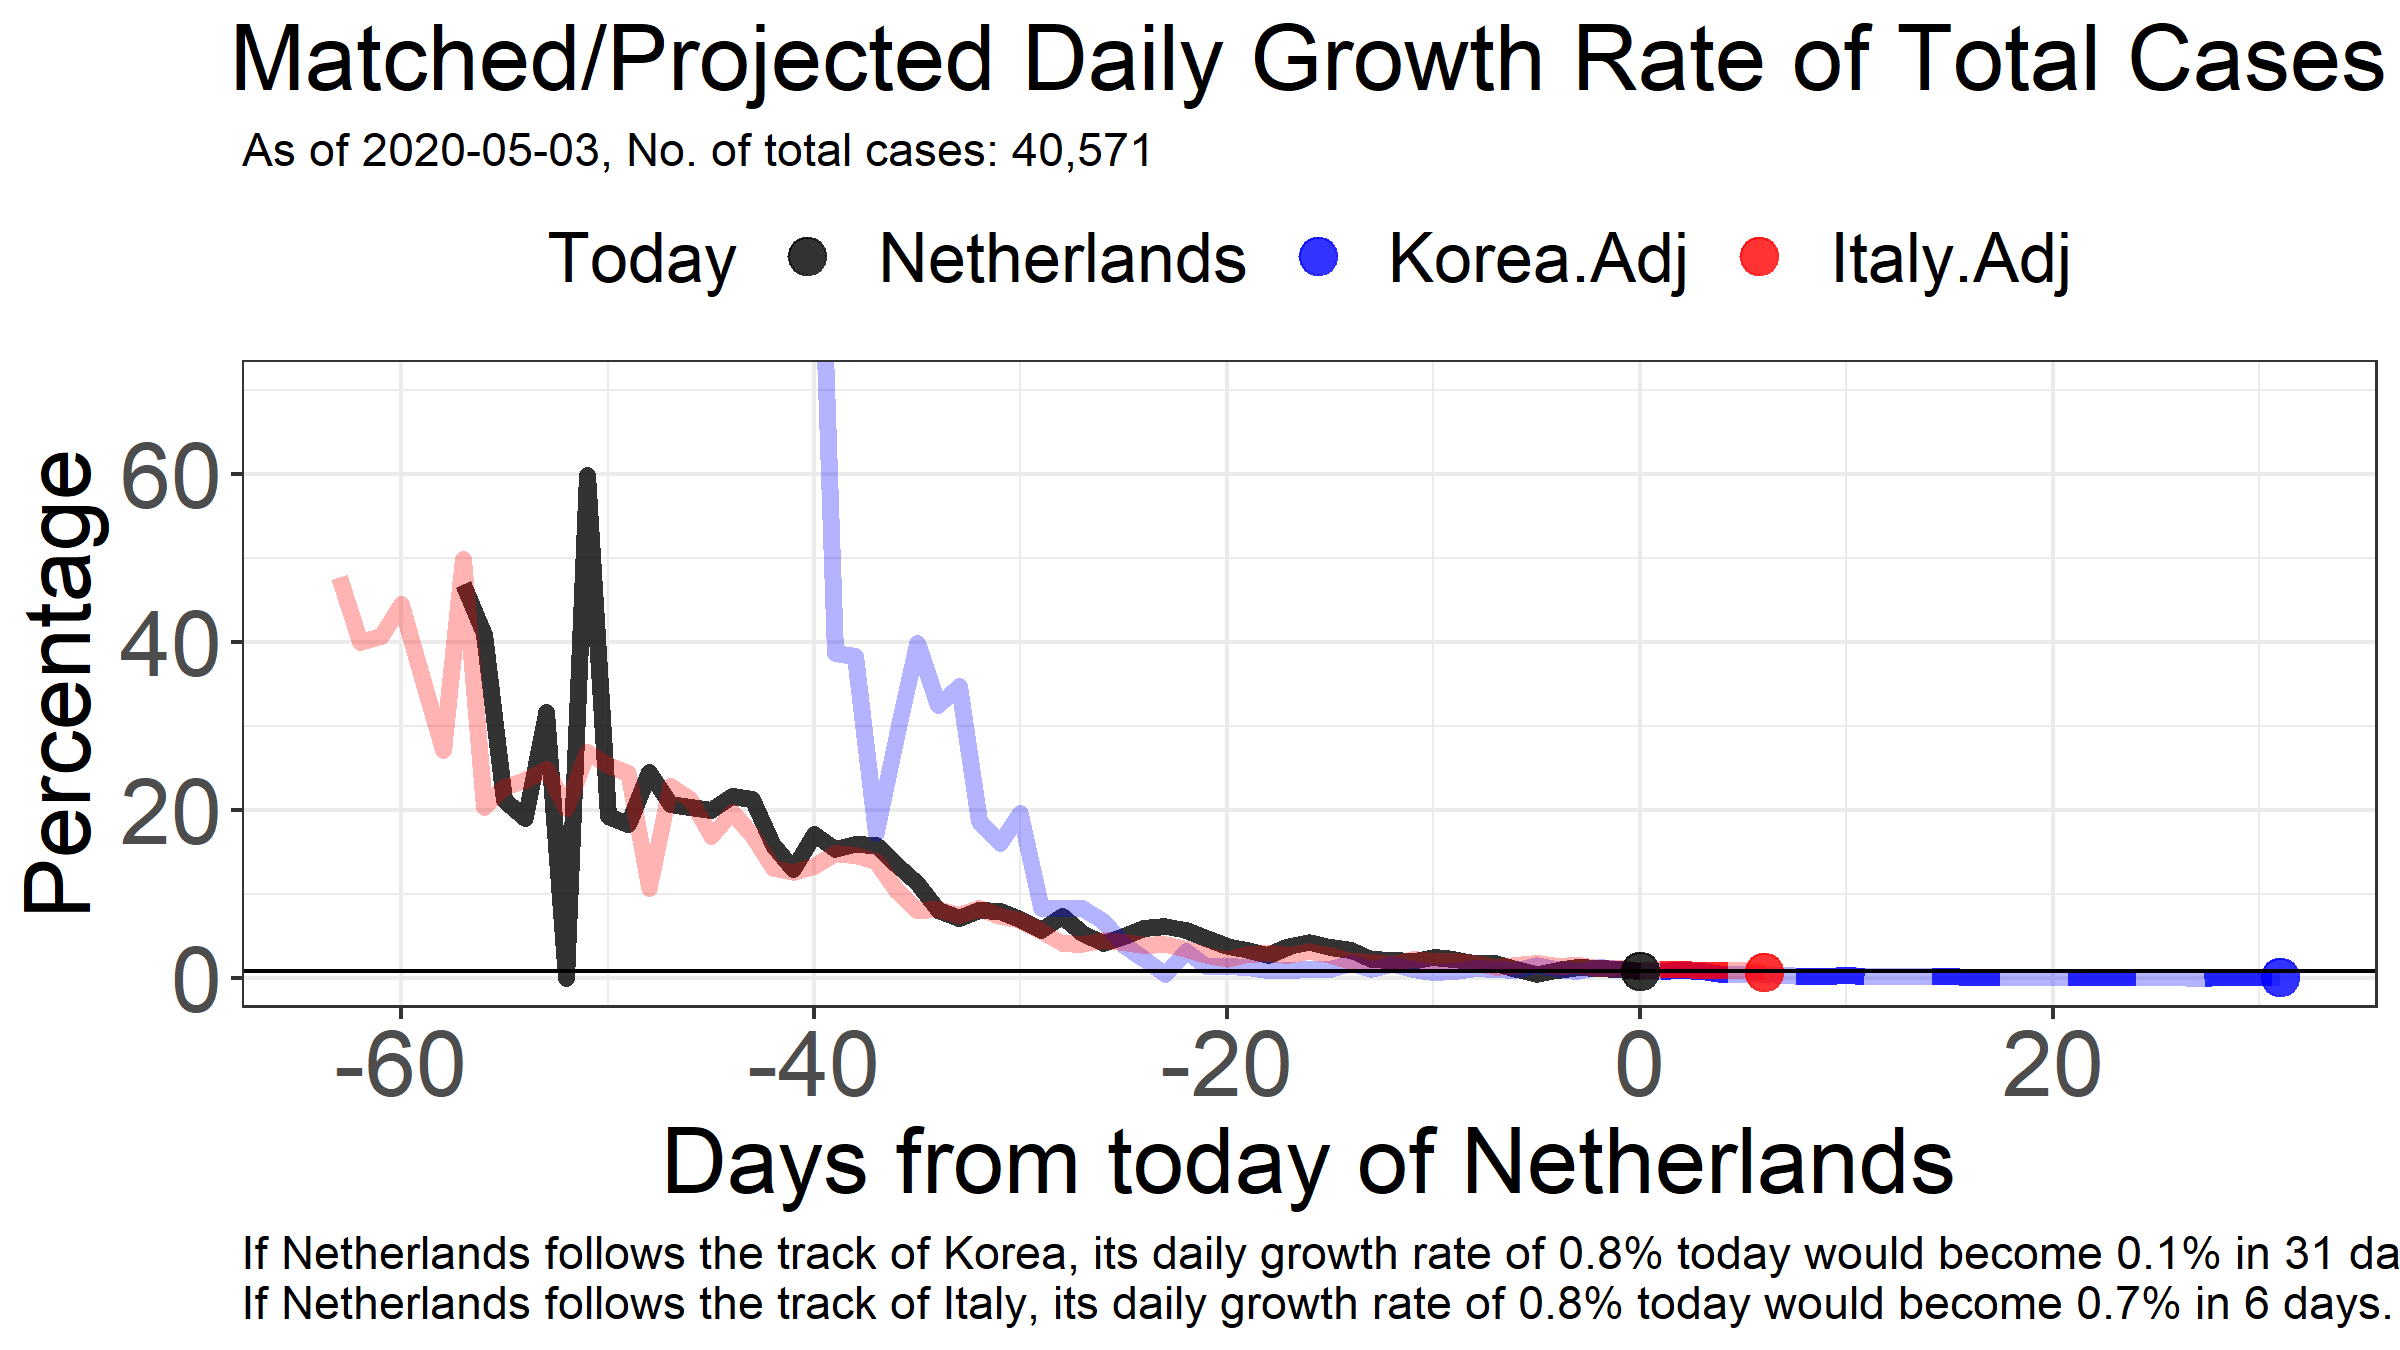 Matched/Projected Daily Growth Rate of Total Cases
As of 2020-05-03, No. of total cases: 40,571
Today Netherlands Korea.Adj Italy.Adj
Percentage
60
40
20
0
-60 -40 -20 0 20
Days from today of Netherlands
If Netherlands follows the track of Korea, its daily growth rate of 0.8% today would become 0.1% in 31 da
If Netherlands follows the track of Italy, its daily growth rate of 0.8% today would become 0.7% in 6 days.